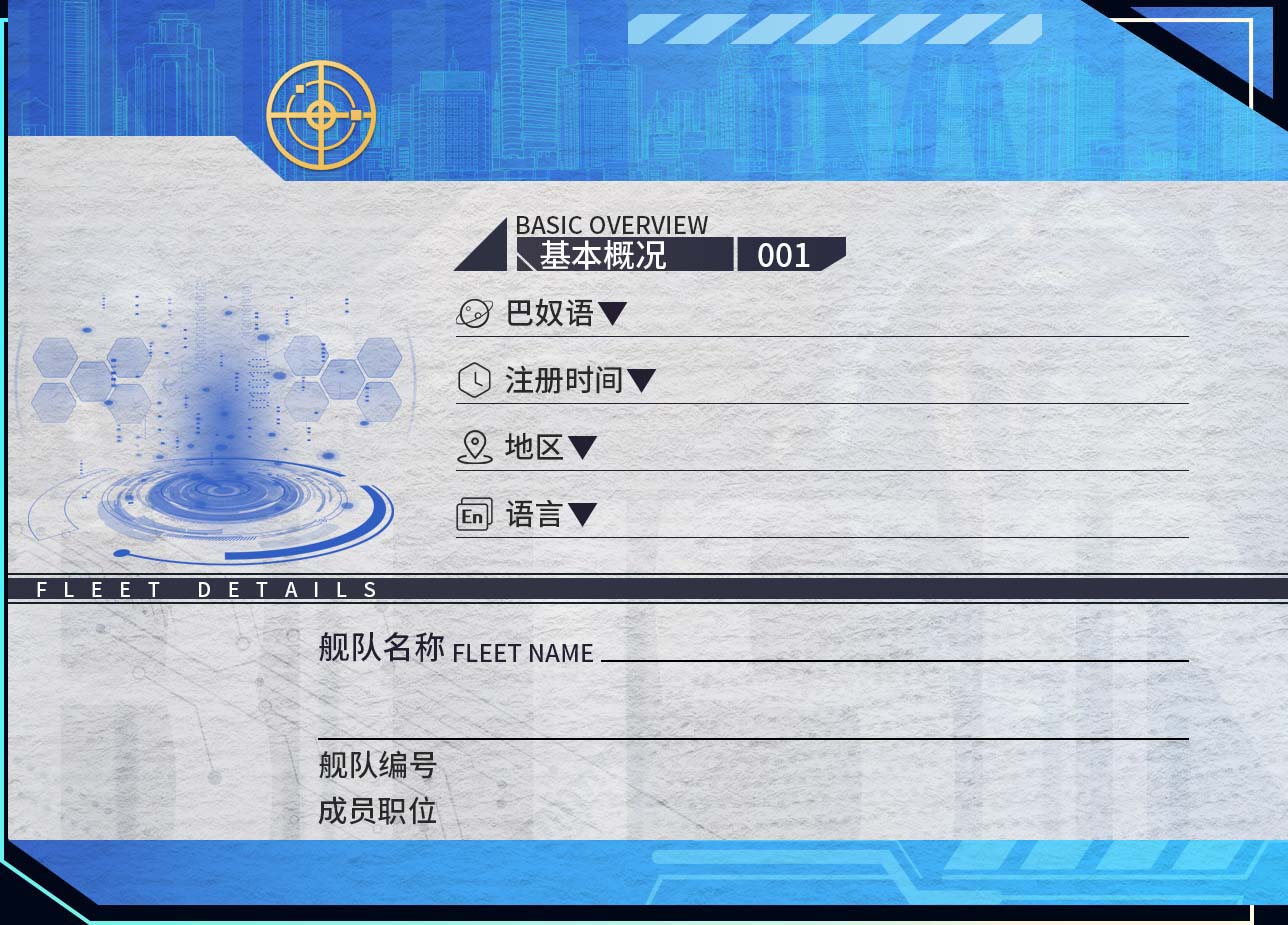 BASIC OVERVIEW
基本概况 001
巴奴语▼
注册时间▼
地区▼
En 语言▼
FLEET DETAILS
舰队名称 FLEET NAME
舰队编号
成员职位